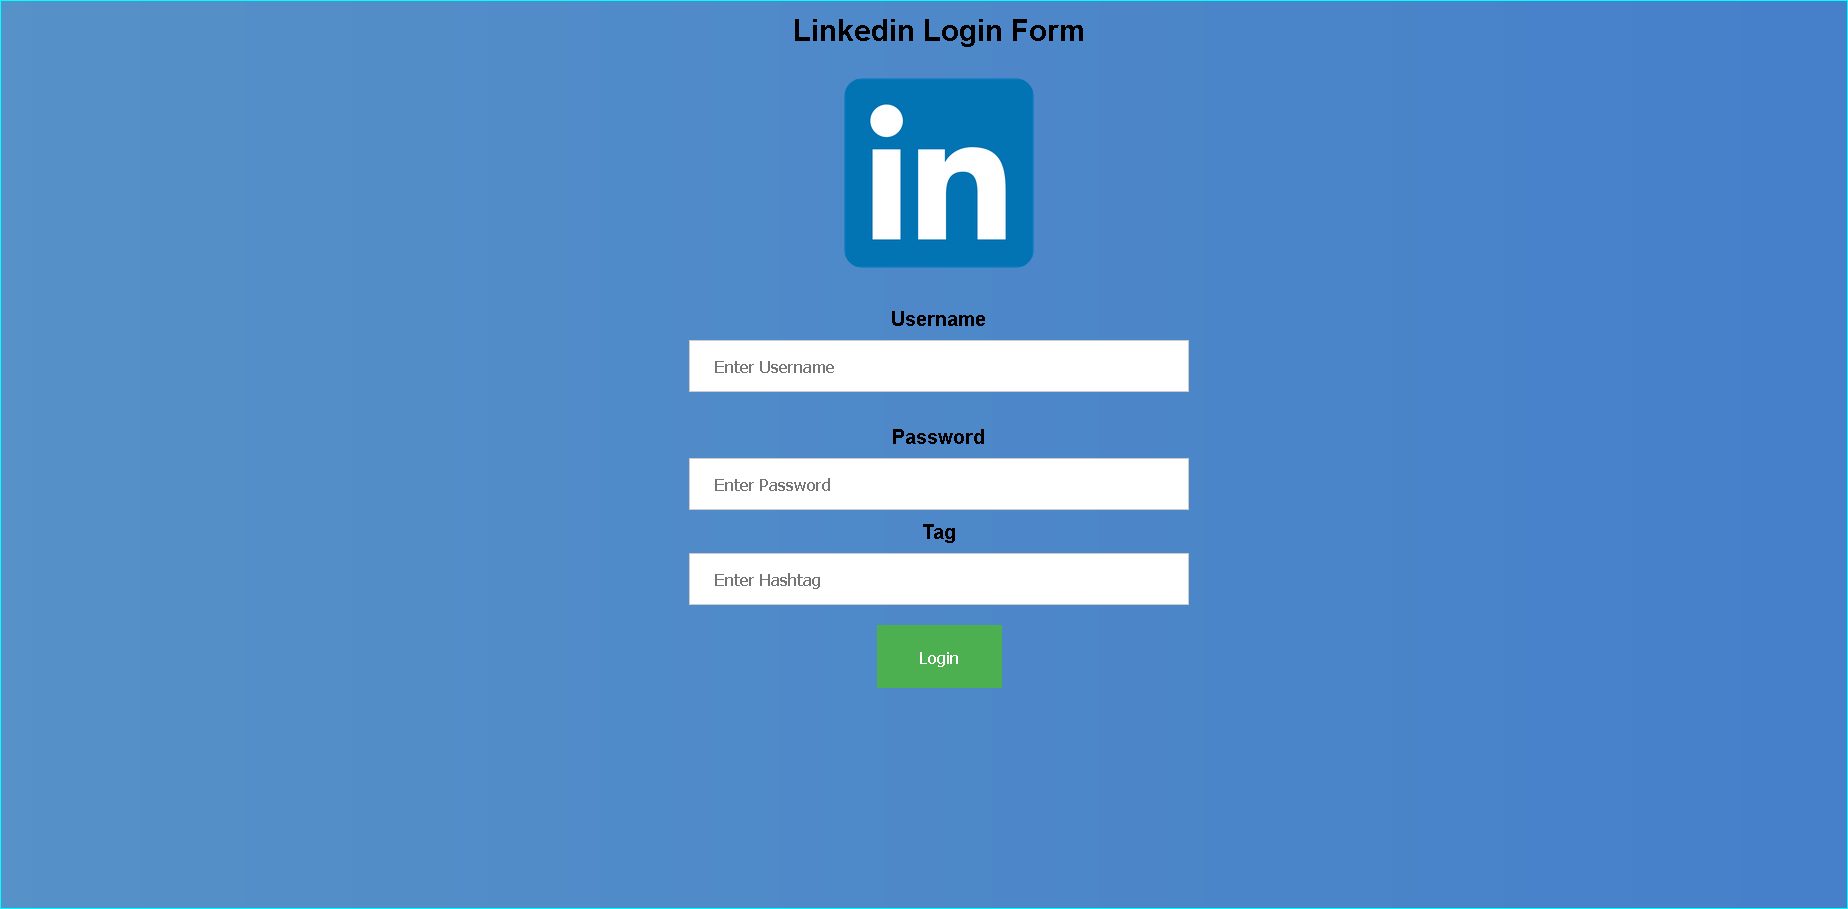 Linkedin Login Form
in
Username
Enter Username
Password
Enter Password
Tag
Enter Hashtag
Login